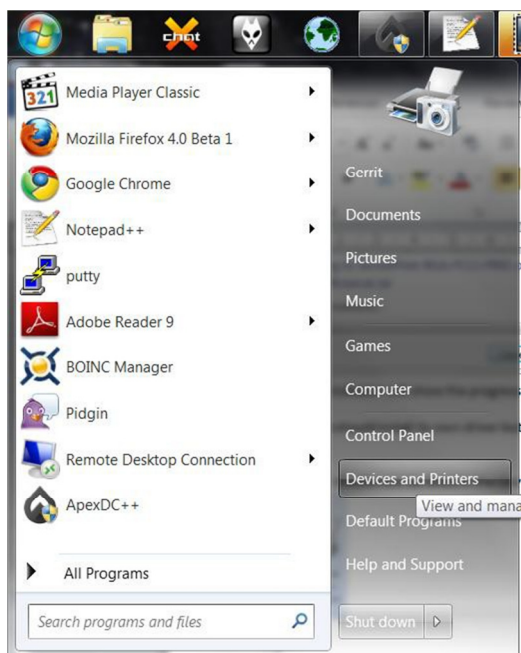 chat
321
Media Player Classic
Mozilla Firefox 4.0 Beta 1
Google Chrome
Notepad++
putty
Adobe Reader 9
BOINC Manager
Pidgin
Remote Desktop Connection
ApexDC++
All Programs
Search programs and files
Gerrit
Documents
Pictures
Music
Games
Computer
Control Panel
Devices and Printers
View and mana
Default Programs
Help and Support
Shut down